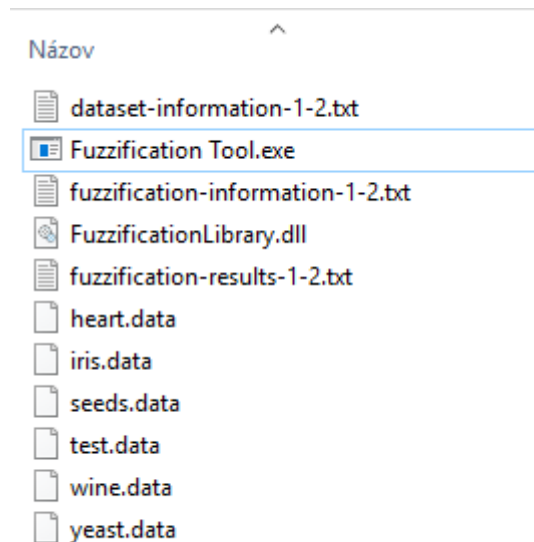 Názov
dataset-information-1-2.txt
Fuzzification Tool.exe
fuzzification-information-1-2.txt
FuzzificationLibrary.dll
fuzzification-results-1-2.txt
heart.data
iris.data
seeds.data
test.data
wine.data
yeast.data